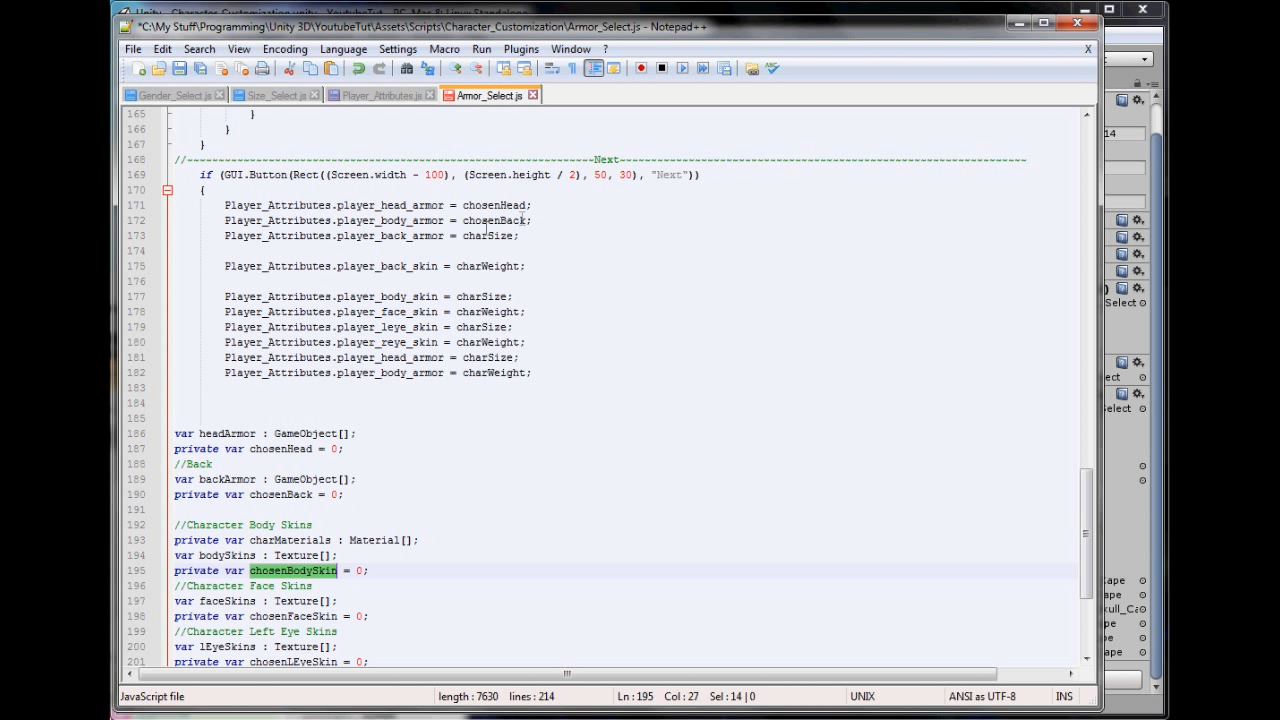 *C:\My Stuff\Programming\Unity 3D\YoutubeTut\Assets\Scripts\Character_Customization\Armor_Select.js - Notepad++
File Edit Search View Encoding Language Settings Macro Run Plugins Window ? X
Gender_Select.js Size_Select.js Player_Attributes.js Armor_Select.js
165 }
166 }
167 }
168 //~~~~~~~~~~~~~~~~~~~~~~~~~~~~~~~~~~~~~~~~~~~~~~~~~~~~~~~~~~~~~~~~~Next~~~~~~~~~~~~~~~~~~~~~~~~~~~~~~~~~~~~~~~~~~~~~~~~~~~~~~~~~~~~~~~~~
169 if (GUI.Button(Rect((Screen.width - 100), (Screen.height / 2), 50, 30), "Next"))
170 {
171 Player_Attributes.player_head_armor = chosenHead;
172 Player_Attributes.player_body_armor = chosenBack;
173 Player_Attributes.player_back_armor = charSize;
174
175 Player_Attributes.player_back_skin = charWeight;
176
177 Player_Attributes.player_body_skin = charSize;
178 Player_Attributes.player_face_skin = charWeight;
179 Player_Attributes.player_leye_skin = charSize;
180 Player_Attributes.player_reye_skin = charWeight;
181 Player_Attributes.player_head_armor = charSize;
182 Player_Attributes.player_body_armor = charWeight;
183
184
185
186 var headArmor : GameObject[];
187 private var chosenHead = 0;
188 //Back
189 var backArmor : GameObject[];
190 private var chosenBack = 0;
191
192 //Character Body Skins
193 private var charMaterials : Material[];
194 var bodySkins : Texture[];
195 private var chosenBodySkin = 0;
196 //Character Face Skins
197 var faceSkins : Texture[];
198 private var chosenFaceSkin = 0;
199 //Character Left Eye Skins
200 var lEyeSkins : Texture[];
201 private var chosenLEyeSkin = 0;
JavaScript file length : 7630 lines : 214 Ln : 195 Col : 27 Sel : 14 | 0 UNIX ANSI as UTF-8 INS
14
Select
ect
elect
ape
ape
kull_Ca
pe
ape